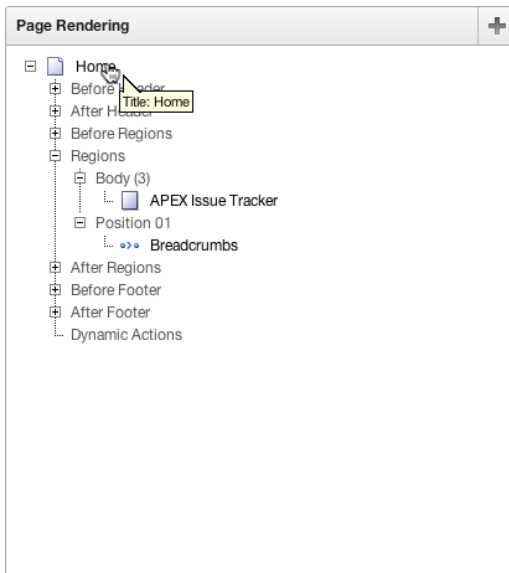 Page Rendering
Home
Before Header
Title: Home
After Header
Before Regions
Regions
Body (3)
APEX Issue Tracker
Position 01
Breadcrumbs
After Regions
Before Footer
After Footer
Dynamic Actions